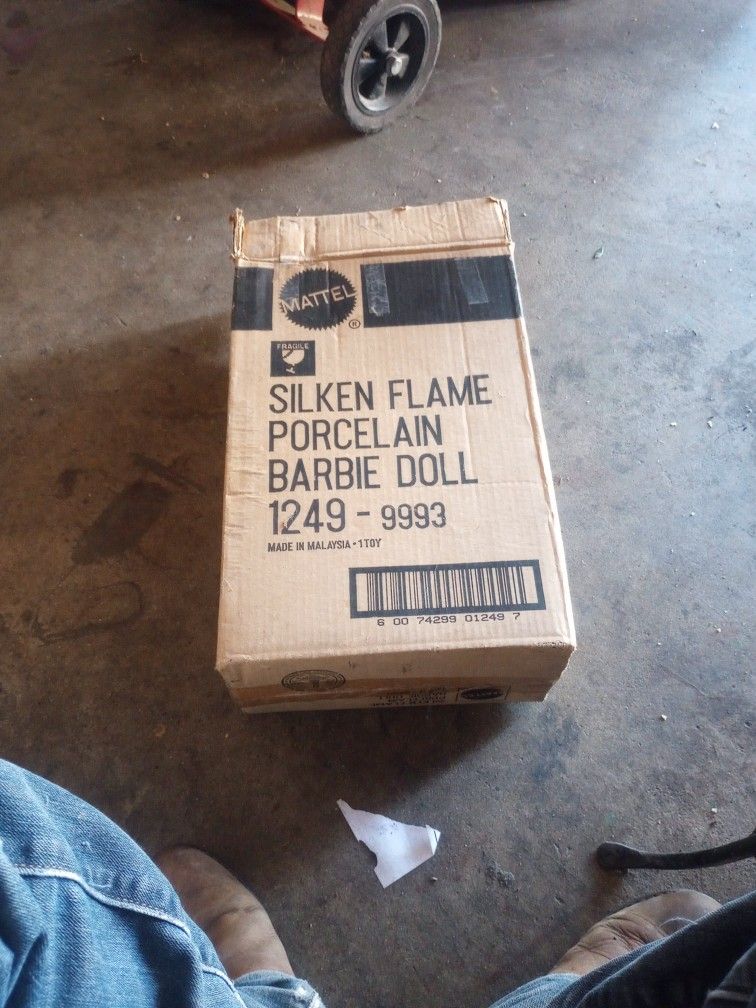 MATTEL
®
FRAGILE
SILKEN FLAME
PORCELAIN
BARBIE DOLL
1249 - 9993
MADE IN MALAYSIA - 1TOY
6 00 74299 01249 7